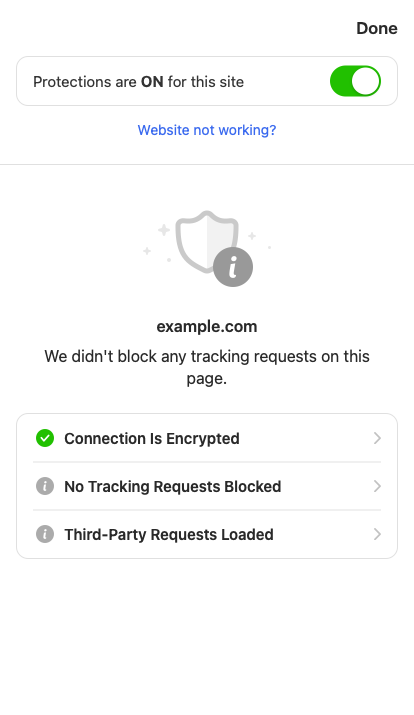 Done
Protections are ON for this site
Website not working?
example.com
We didn't block any tracking requests on this
page.
Connection Is Encrypted
No Tracking Requests Blocked
Third-Party Requests Loaded